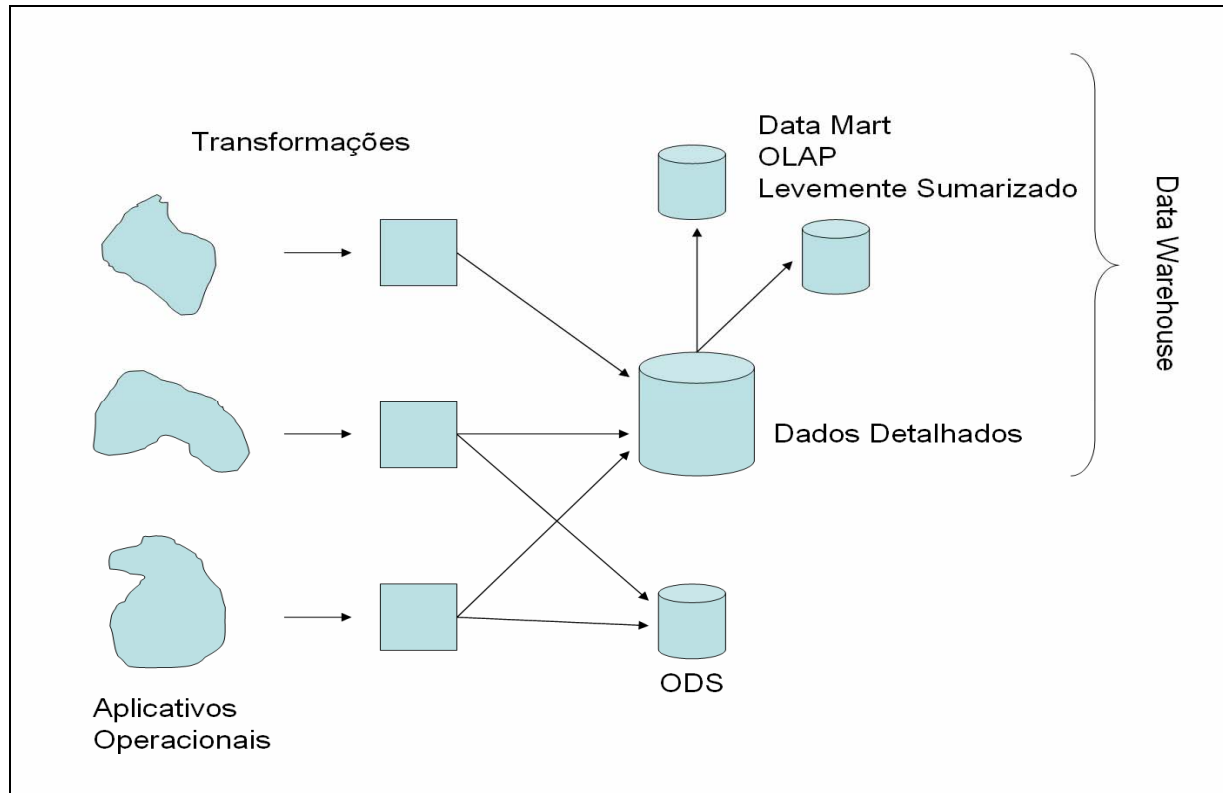 Transformações
Data Mart
OLAP
Levemente Sumarizado
Data Warehouse
Dados Detalhados
ODS
Aplicativos
Operacionais